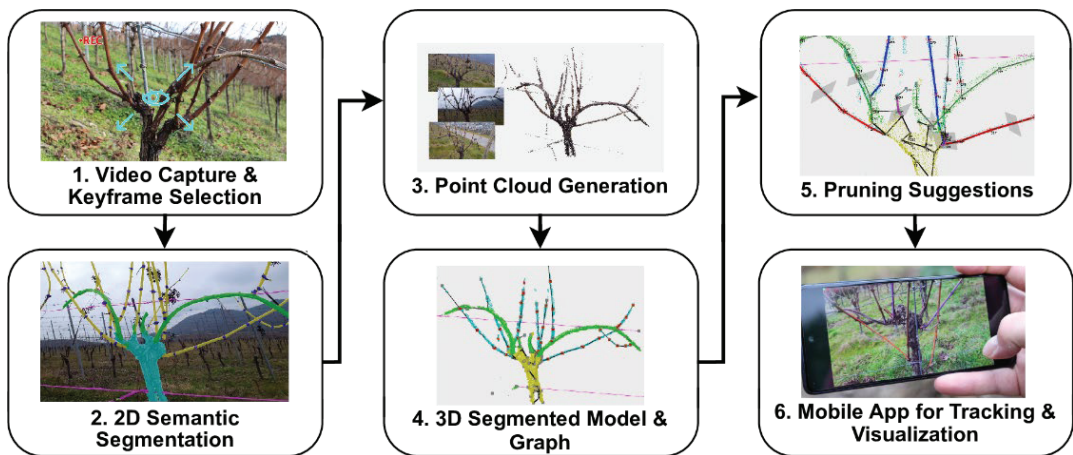 •REC
1. Video Capture &
Keyframe Selection
2. 2D Semantic
Segmentation
3. Point Cloud Generation
4. 3D Segmented Model &
Graph
5. Pruning Suggestions
6. Mobile App for Tracking &
Visualization